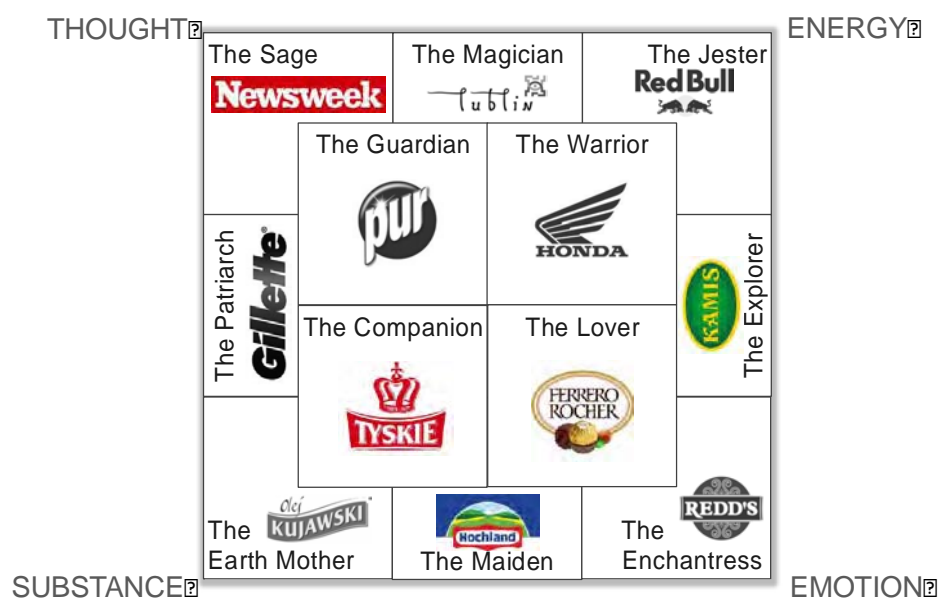 THOUGHT
ENERGY
The Sage
Newsweek
The Magician
lublin
The Jester
Red Bull
The Guardian
pur
The Warrior
HONDA
The Patriarch
Gillette
The Explorer
KAMIS
The Companion
TYSKIE
The Lover
FERRERO
ROCHER
The
Earth Mother
Olej
KUJAWSKI
Hochland
The Maiden
REDD'S
The
Enchantress
SUBSTANCE
EMOTION